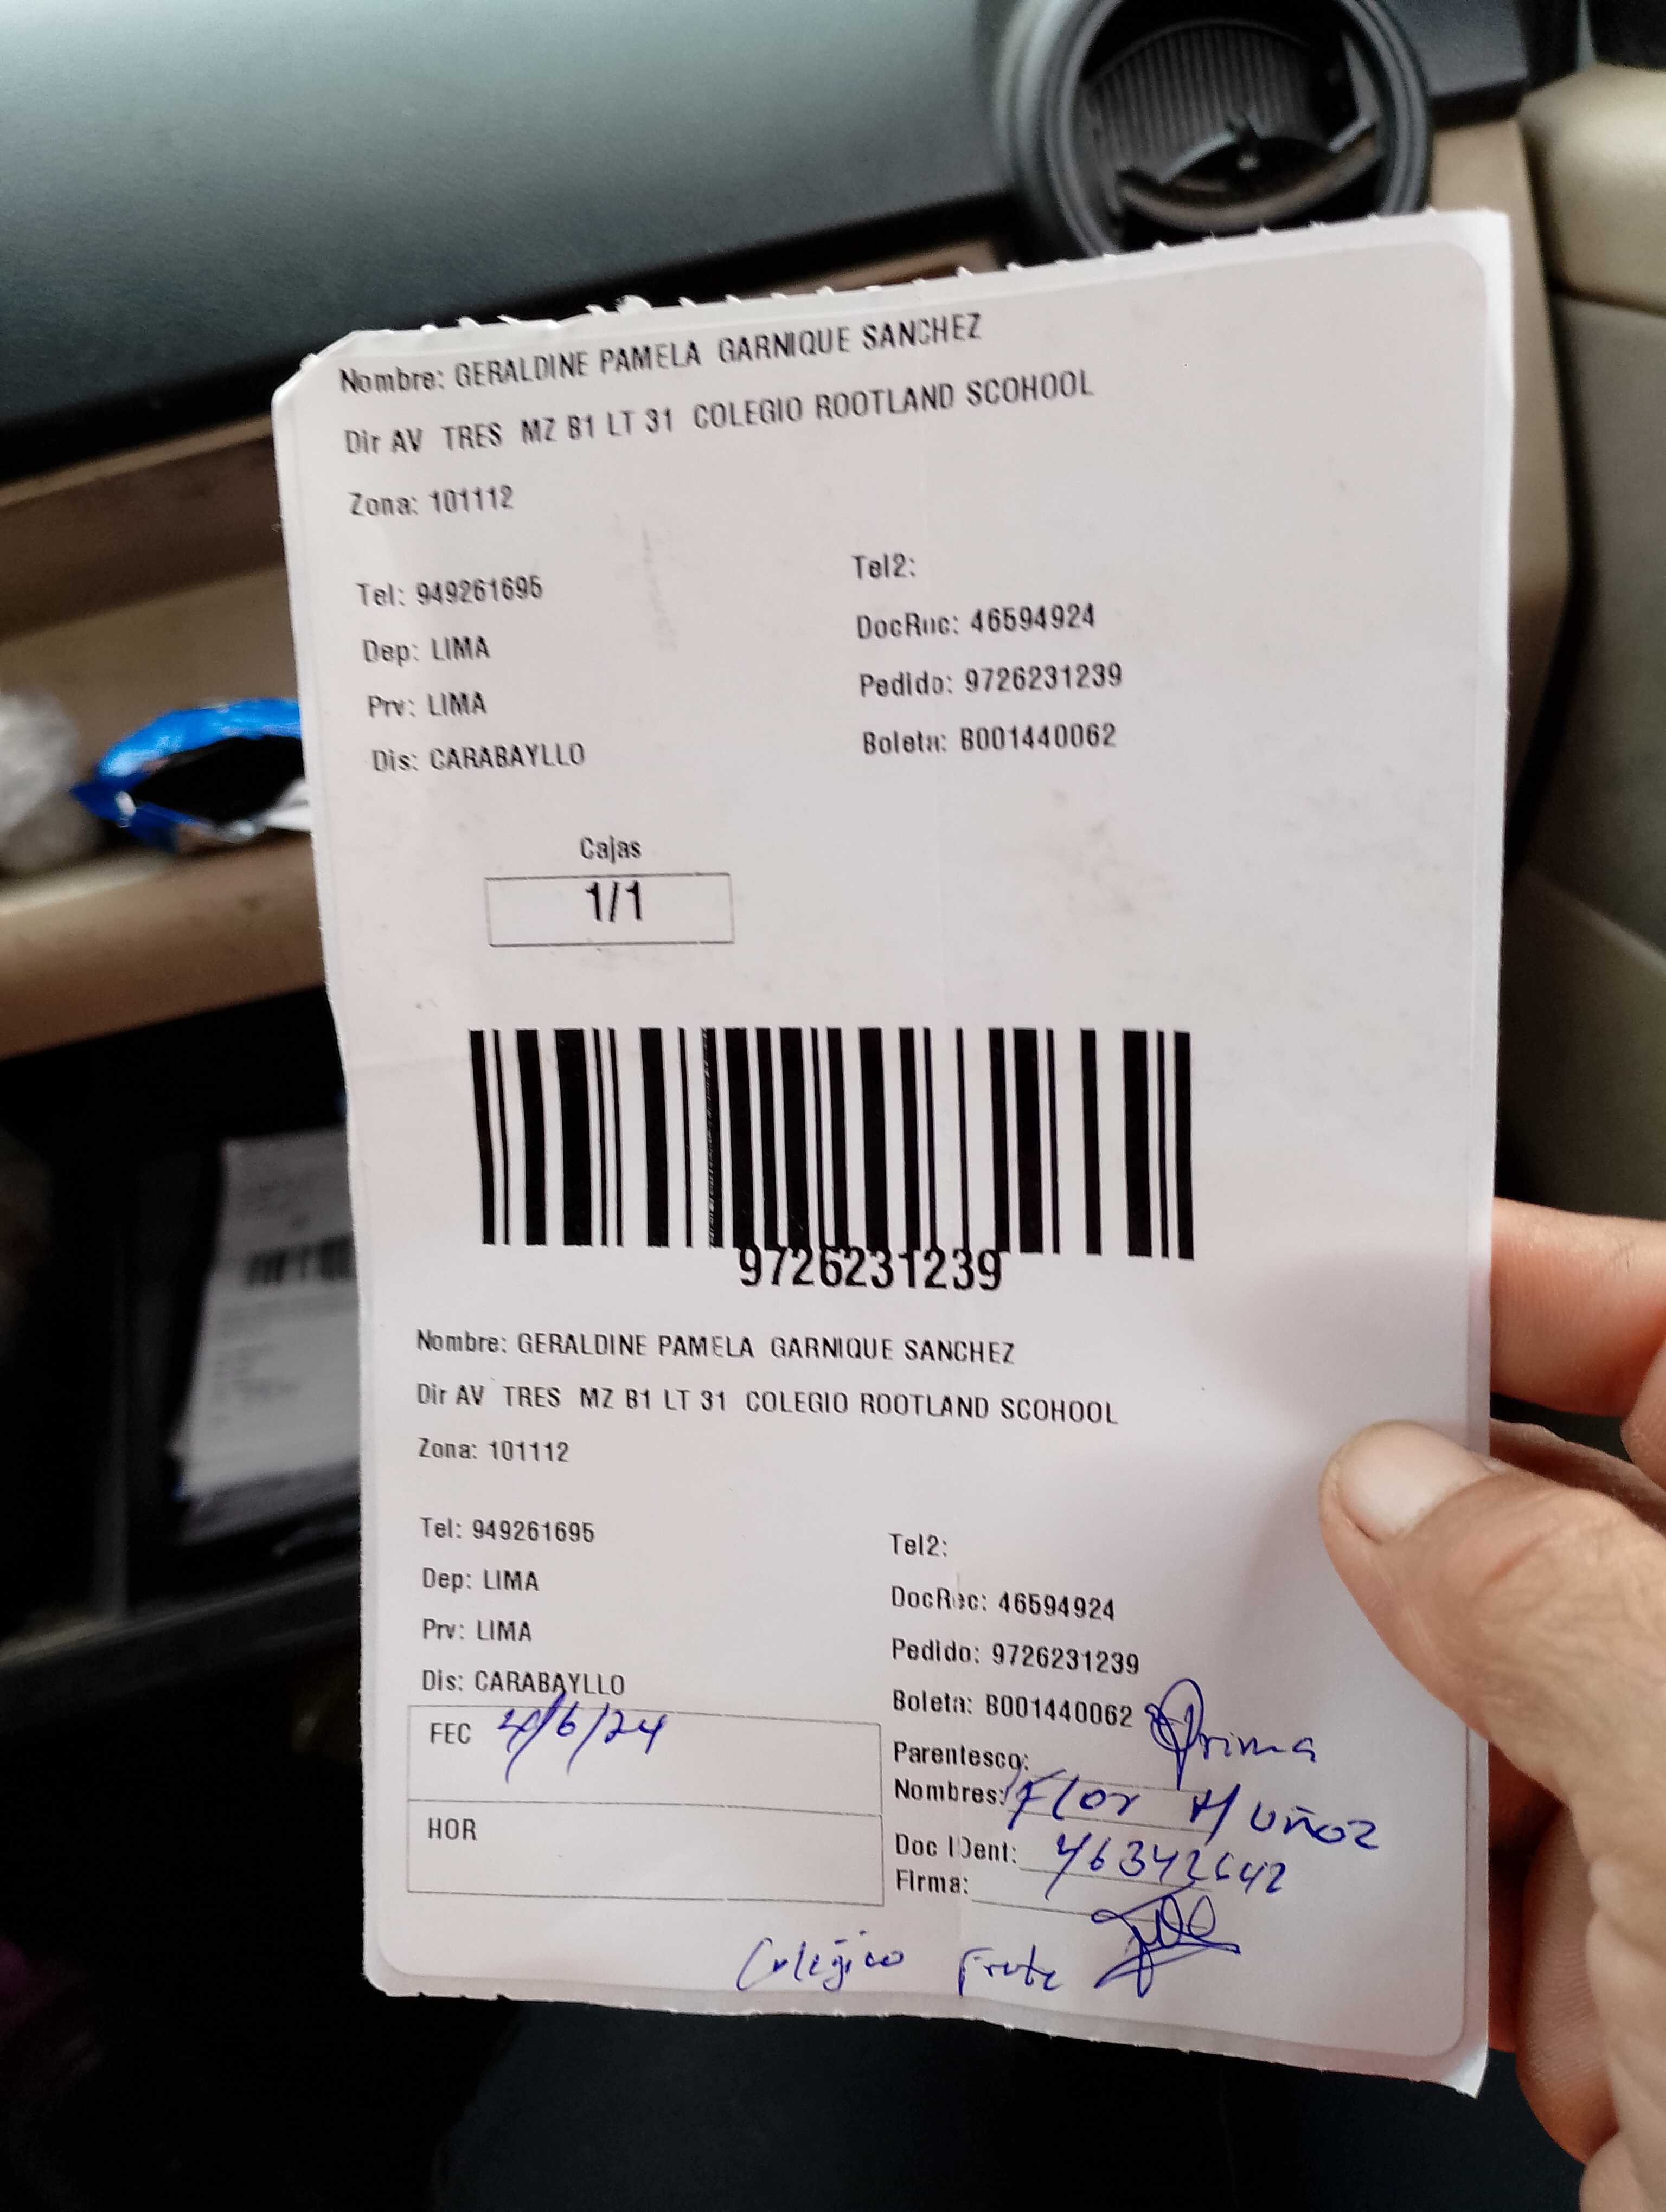 Nombre: GERALDINE PAMELA GARNIQUE SANCHEZ
Dir AV TRES MZ B1 LT 31 COLEGIO ROOTLAND SCOHOOL
Zona: 101112
Tel: 949261695 Tel2:
Dep: LIMA DocRec: 46594924
Prv: LIMA Pedido: 9726231239
Dis: CARABAYLLO Boleta: B001440062
Cajas
1/1
9726231239
Nombre: GERALDINE PAMELA GARNIQUE SANCHEZ
Dir AV TRES MZ B1 LT 31 COLEGIO ROOTLAND SCOHOOL
Zona: 101112
Tel: 949261695 Tel2:
Dep: LIMA DocRec: 46594924
Prv: LIMA Pedido: 9726231239
Dis: CARABAYLLO Boleta: B001440062
FEC 4/6/24
Parentesco: Prima
Nombres: Flor Muñoz
HOR
Doc IDent: 46342642
Firma: